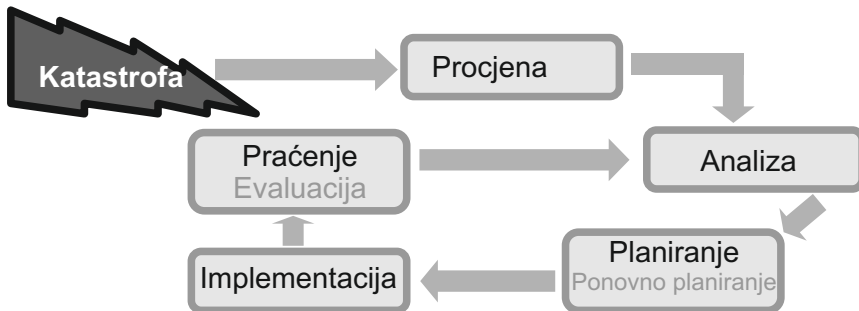 Katastrofa
Procjena
Praćenje
Evaluacija
Analiza
Planiranje
Ponovno planiranje
Implementacija